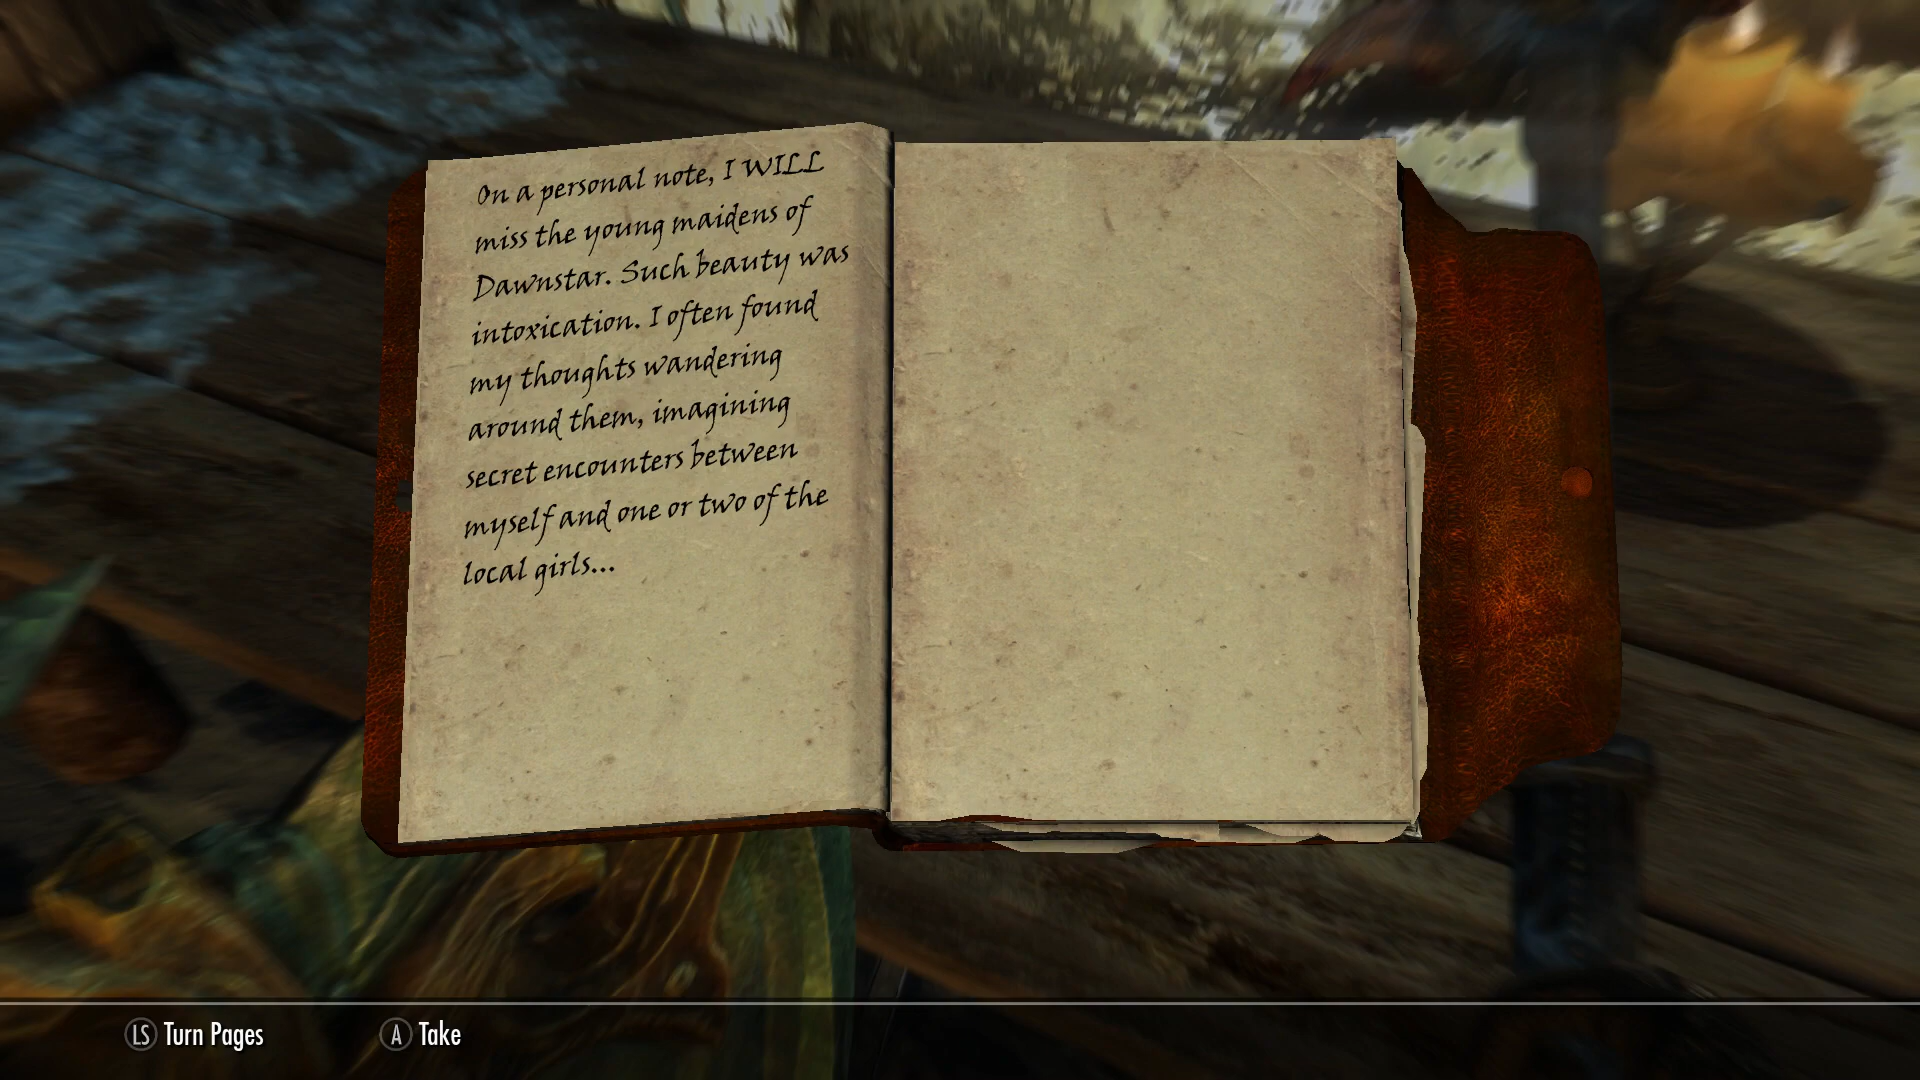 On a personal note, I WILL
miss the young maidens of
Dawnstar. Such beauty was
intoxication. I often found
my thoughts wandering
around them, imagining
secret encounters between
myself and one or two of the
local girls...
LS Turn Pages
A Take